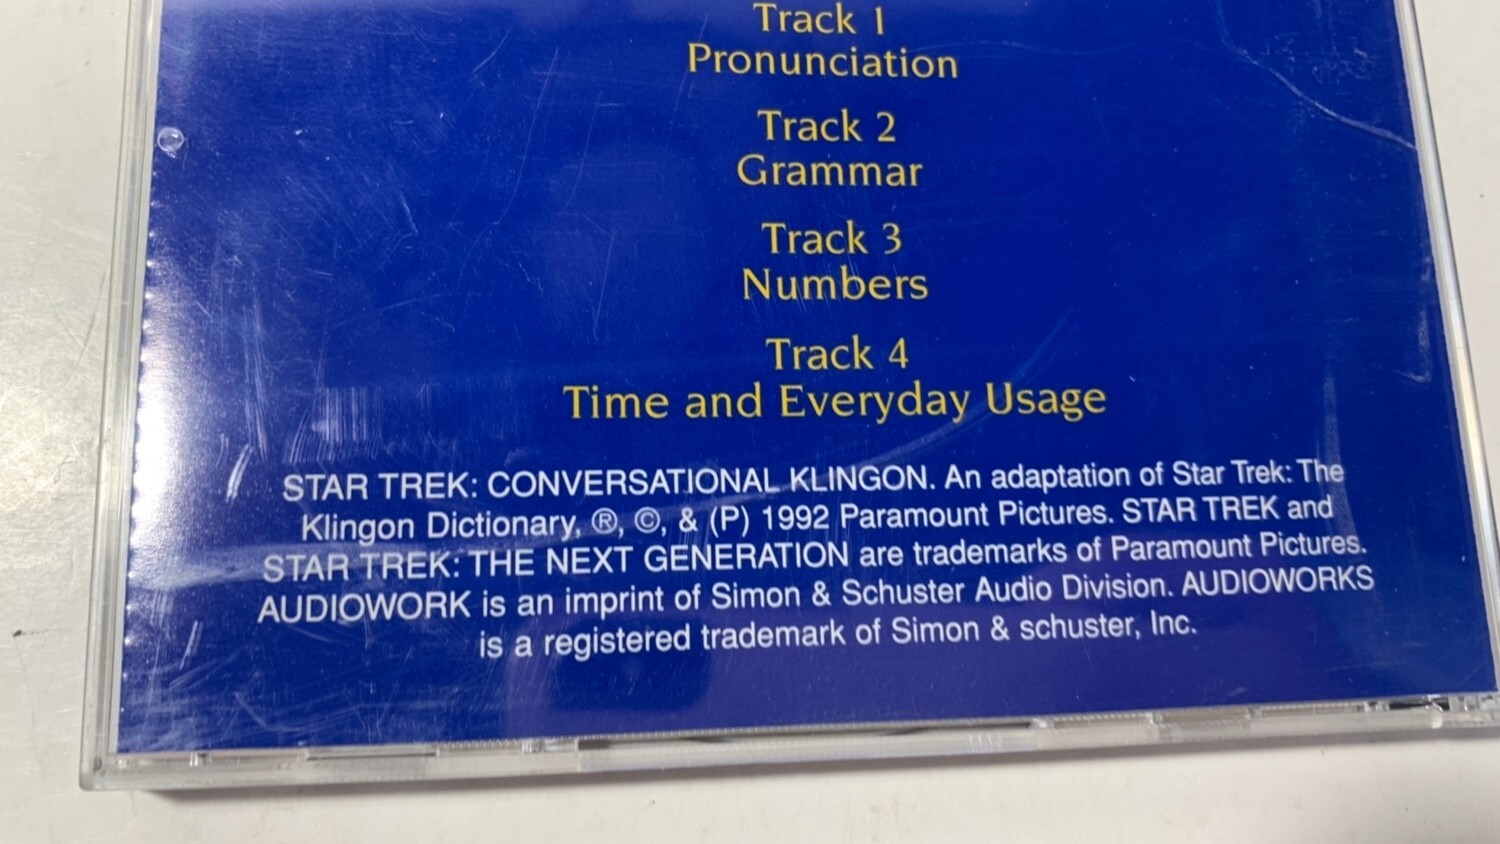 Track 1
Pronunciation
Track 2
Grammar
Track 3
Numbers
Track 4
Time and Everyday Usage
STAR TREK: CONVERSATIONAL KLINGON. An adaptation of Star Trek: The
Klingon Dictionary, ®, ©, & (P) 1992 Paramount Pictures. STAR TREK and
STAR TREK: THE NEXT GENERATION are trademarks of Paramount Pictures.
AUDIOWORK is an imprint of Simon & Schuster Audio Division. AUDIOWORKS
is a registered trademark of Simon & schuster, Inc.